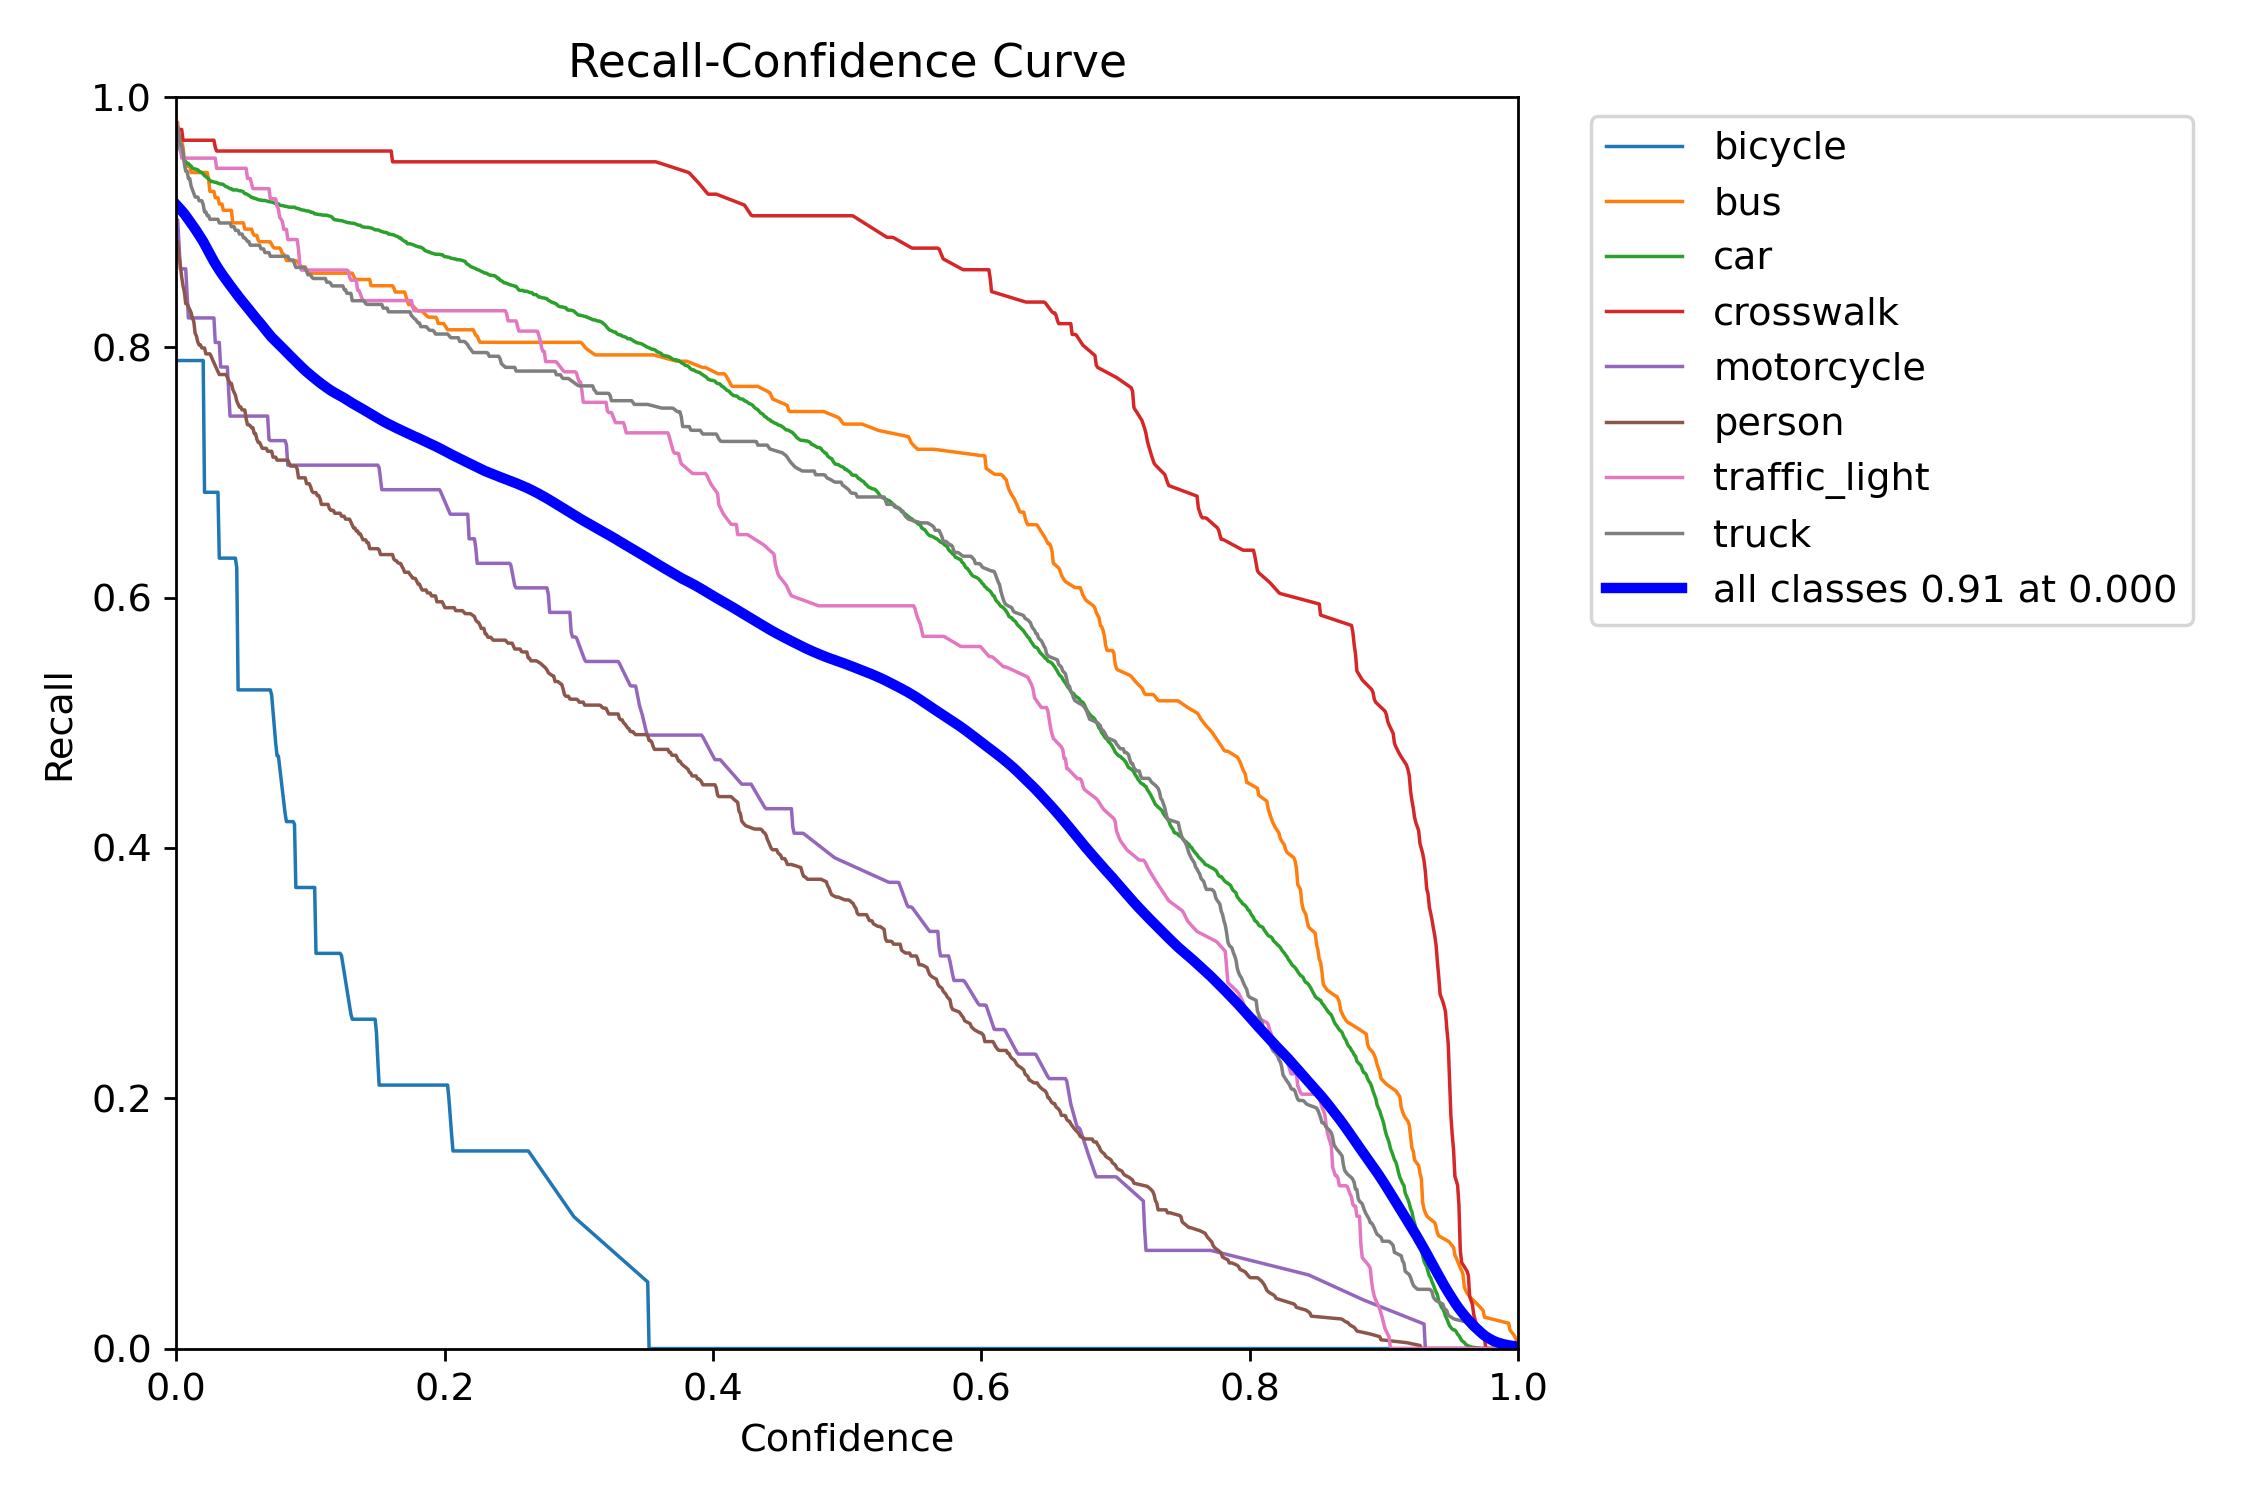 Recall-Confidence Curve
1.0
0.8
0.6
0.4
0.2
0.0
Recall
0.0 0.2 0.4 0.6 0.8 1.0
Confidence
bicycle
bus
car
crosswalk
motorcycle
person
traffic_light
truck
all classes 0.91 at 0.000